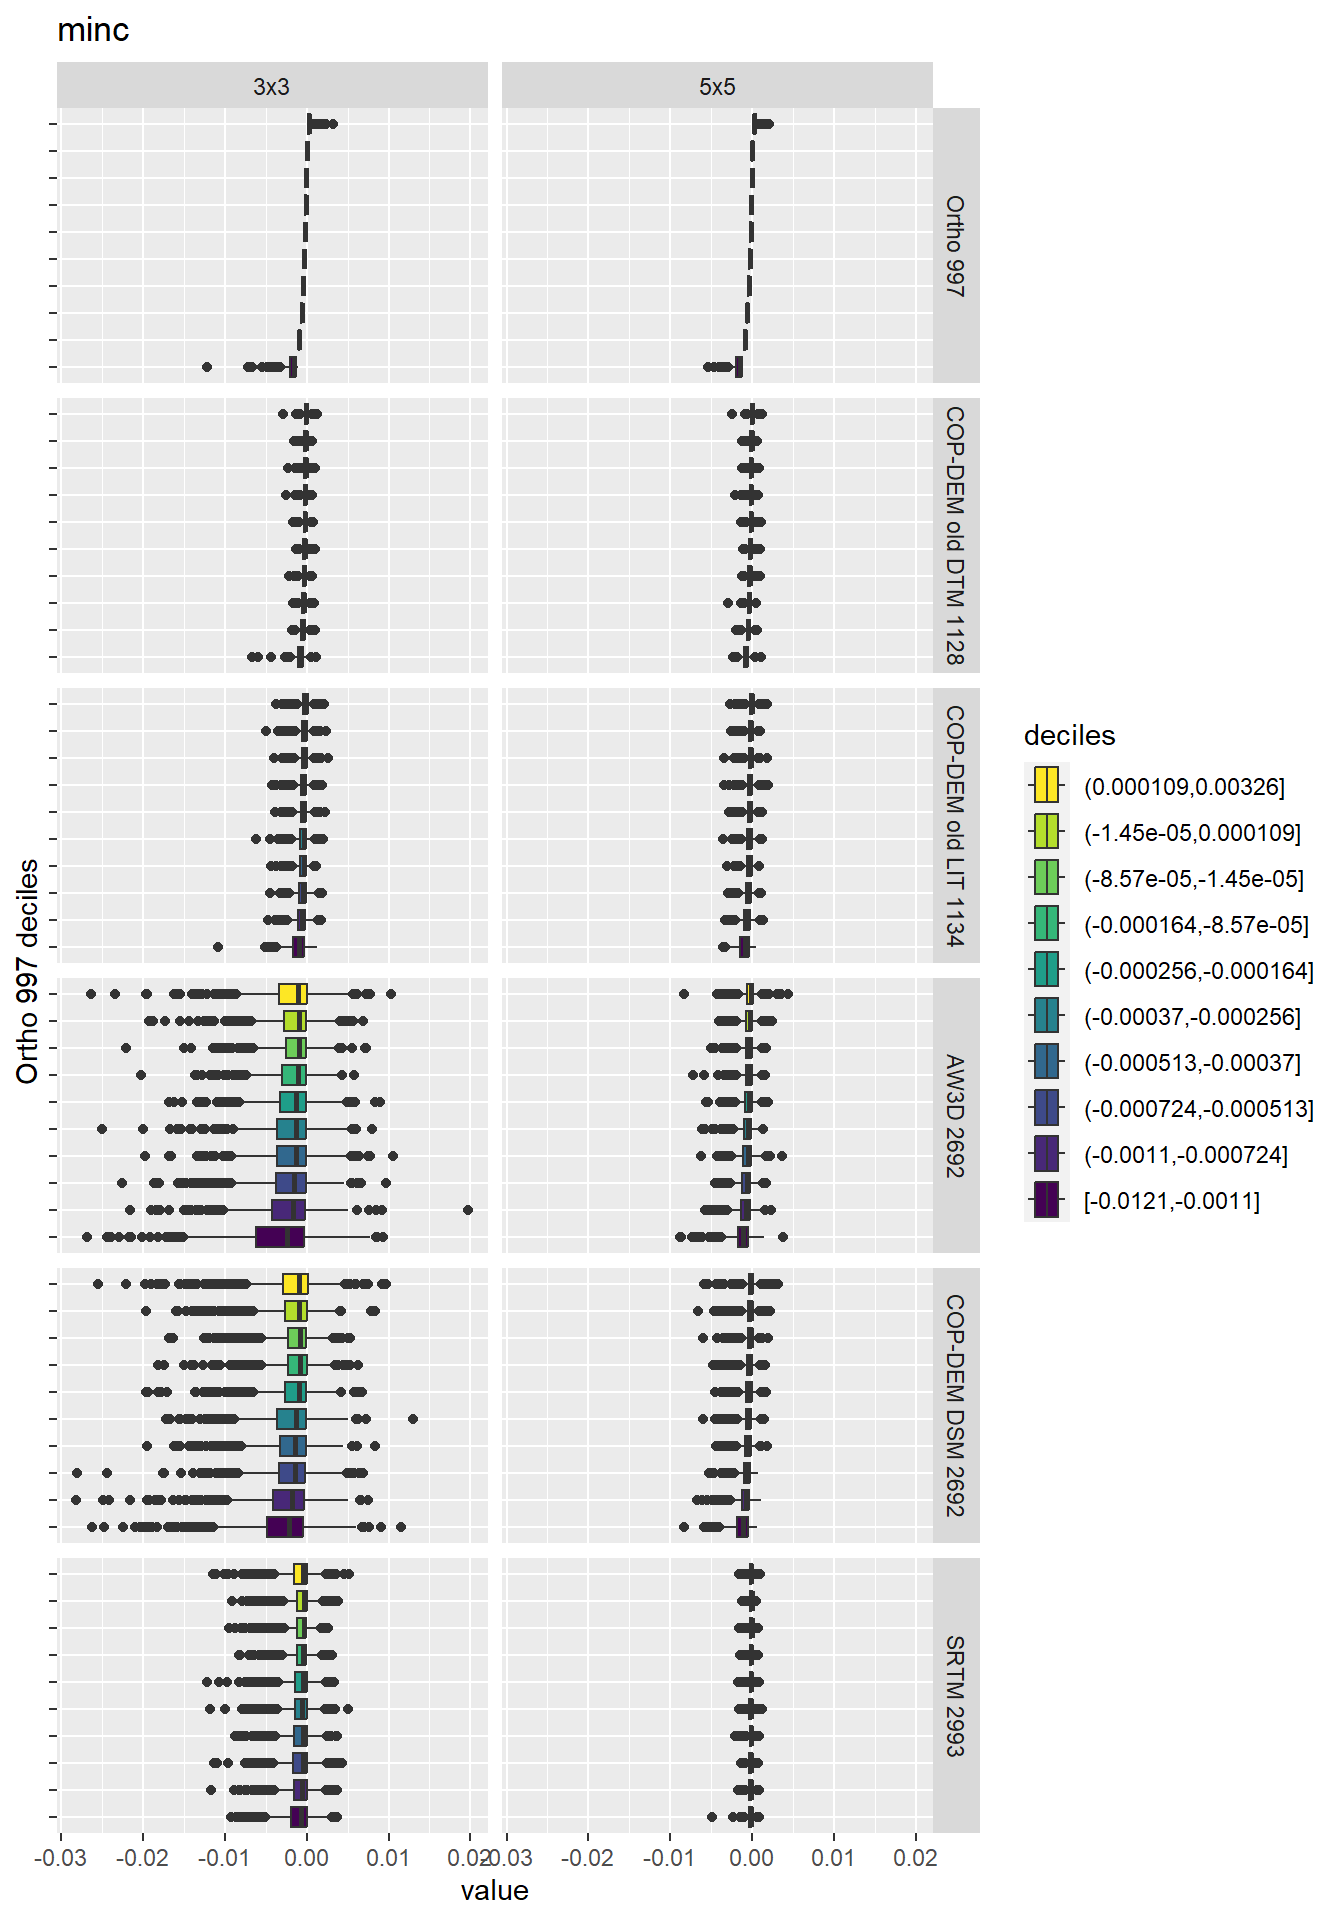 minc
3x3
5x5
Ortho 997
COP-DEM old DTM 1128
COP-DEM old LIT 1134
AW3D 2692
COP-DEM DSM 2692
SRTM 2993
Ortho 997 deciles
deciles
(0.000109,0.00326]
(-1.45e-05,0.000109]
(-8.57e-05,-1.45e-05]
(-0.000164,-8.57e-05]
(-0.000256,-0.000164]
(-0.00037,-0.000256]
(-0.000513,-0.00037]
(-0.000724,-0.000513]
(-0.0011,-0.000724]
[-0.0121,-0.0011]
-0.03 -0.02 -0.01 0.00 0.01 0.02 -0.03 -0.02 -0.01 0.00 0.01 0.02
value